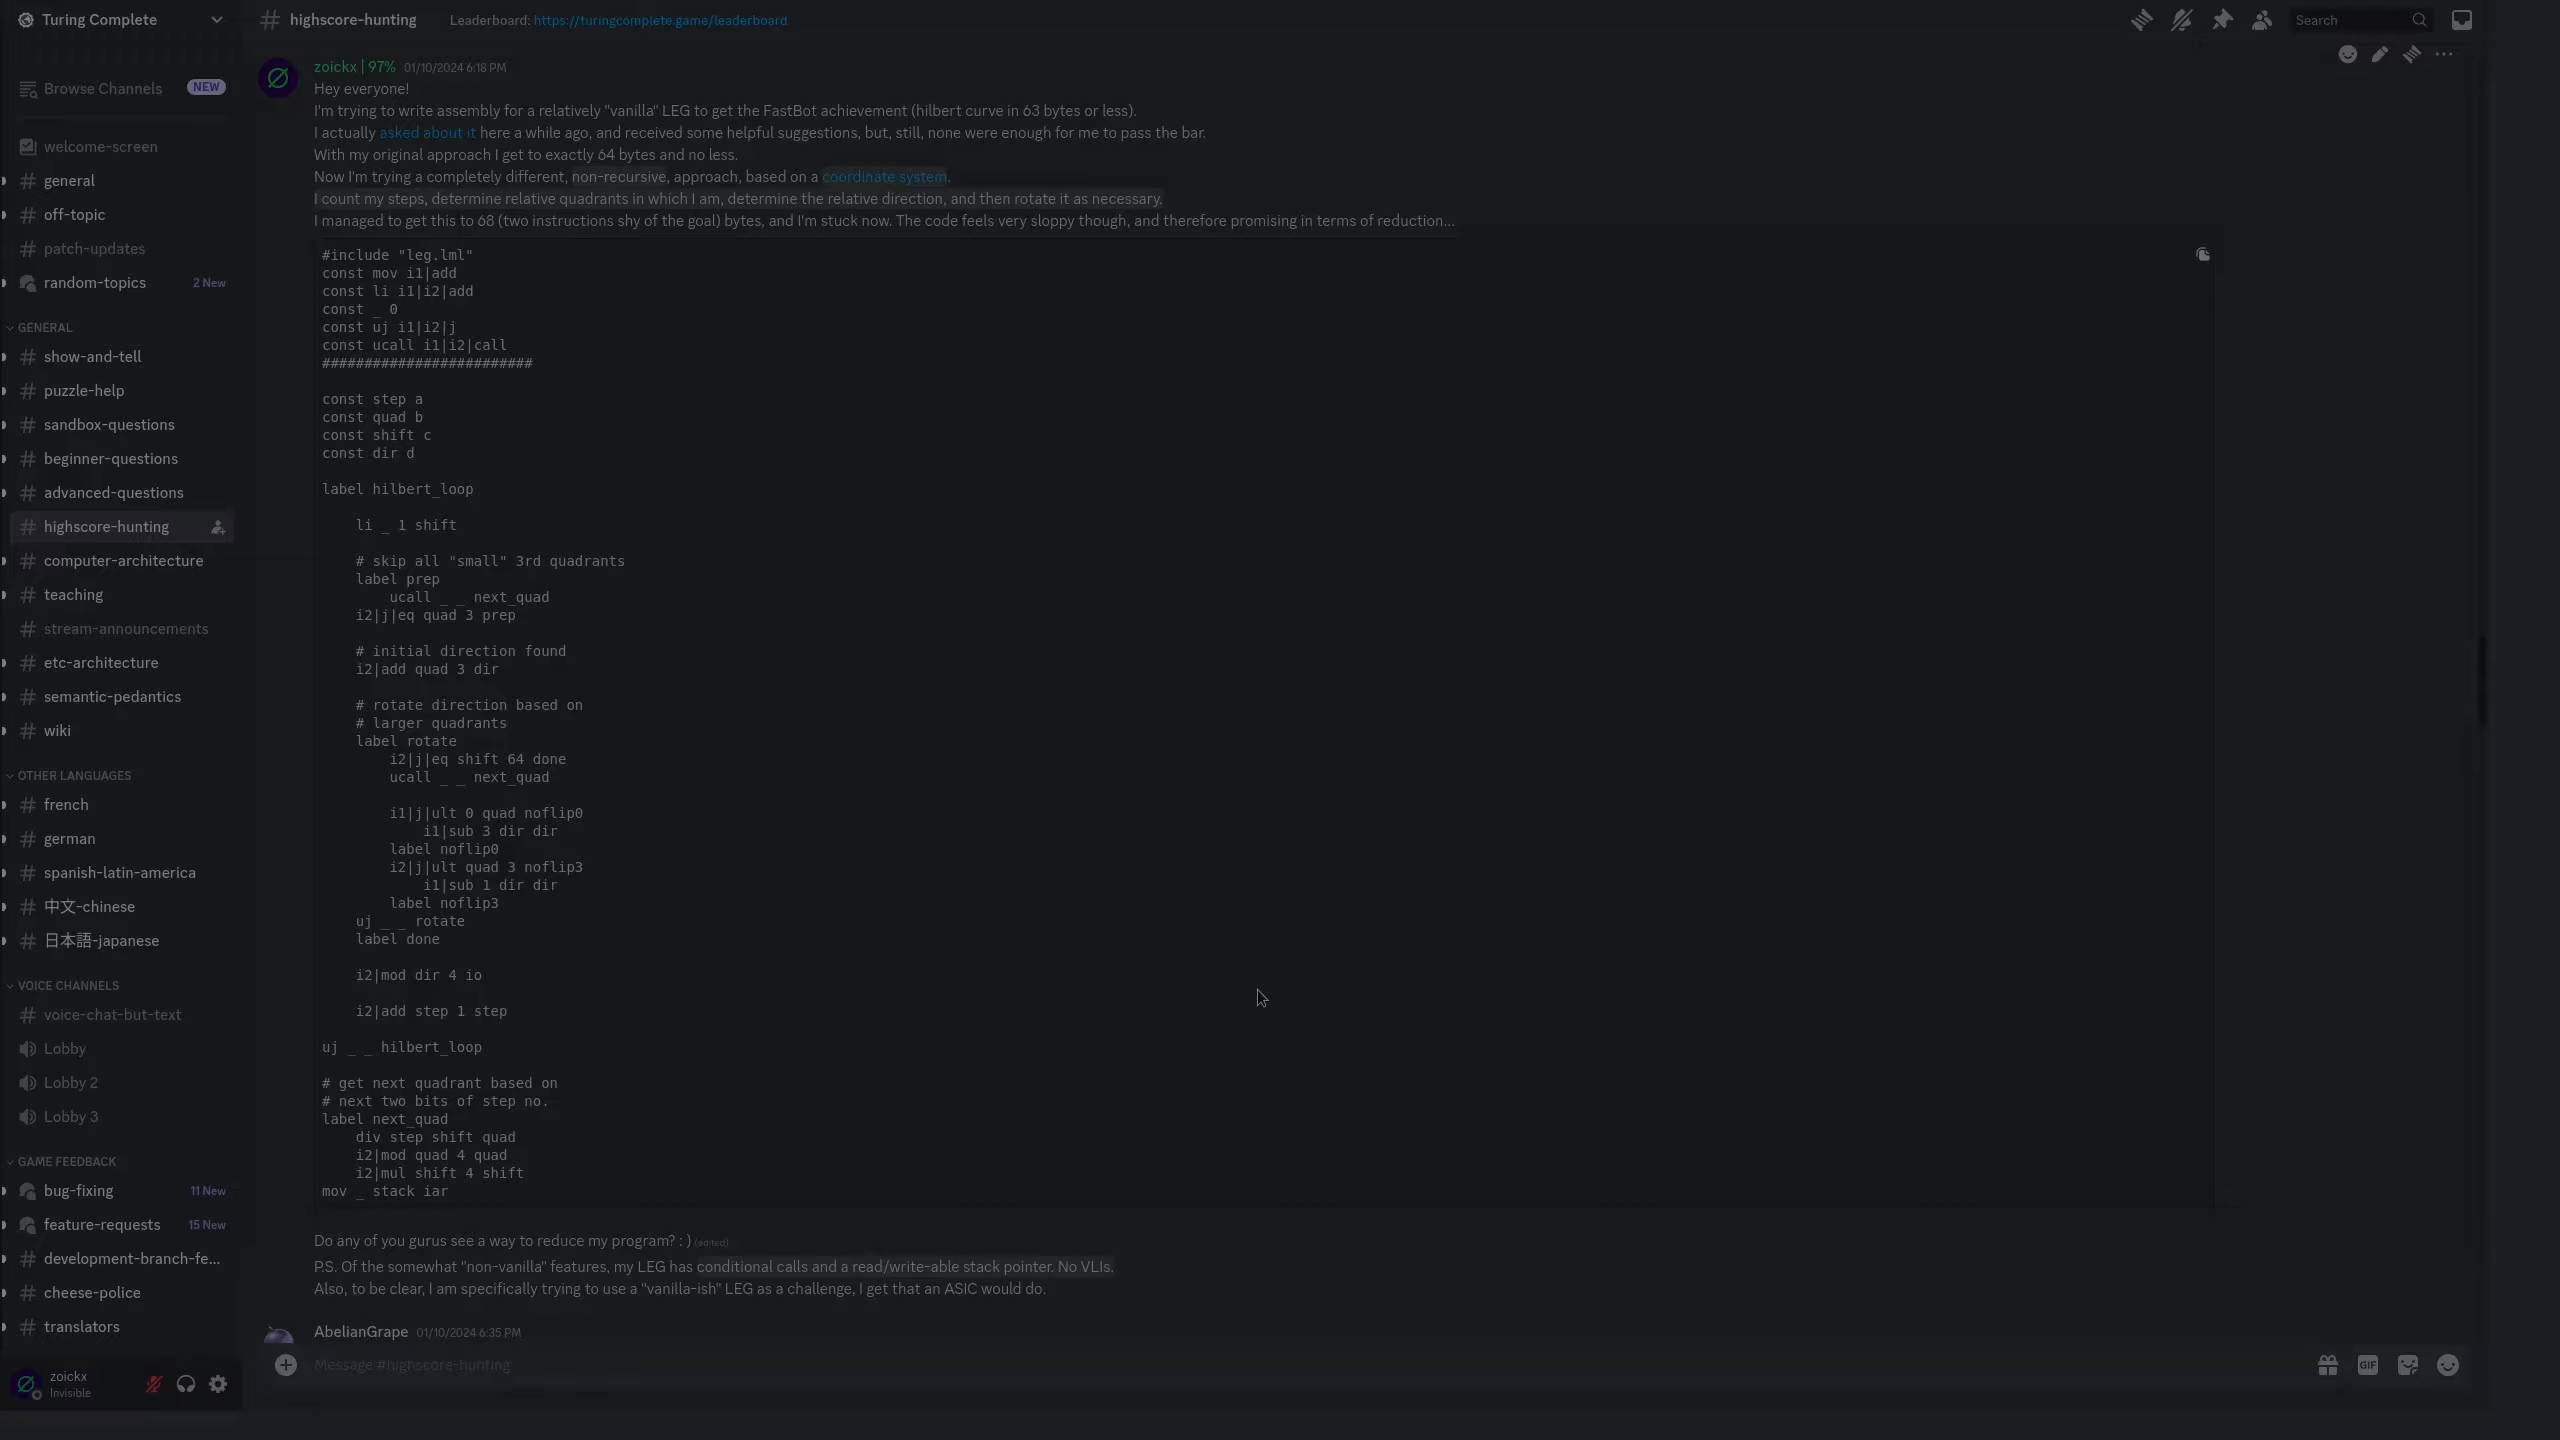 Turing Complete
Browse Channels NEW
welcome-screen
general
off-topic
patch-updates
random-topics 2 New
GENERAL
show-and-tell
puzzle-help
sandbox-questions
beginner-questions
advanced-questions
highscore-hunting
computer-architecture
teaching
stream-announcements
etc-architecture
semantic-pedantics
wiki
OTHER LANGUAGES
french
german
spanish-latin-america
中文-chinese
日本語-japanese
VOICE CHANNELS
voice-chat-but-text
Lobby
Lobby 2
Lobby 3
GAME FEEDBACK
bug-fixing 11 New
feature-requests 15 New
development-branch-fe...
cheese-police
translators
zoickx
Invisible
highscore-hunting Leaderboard: https://turingcomplete.game/leaderboard
Search
zoickx | 97% 01/10/2024 6:18 PM
Hey everyone!
I'm trying to write assembly for a relatively "vanilla" LEG to get the FastBot achievement (hilbert curve in 63 bytes or less).
I actually asked about it here a while ago, and received some helpful suggestions, but, still, none were enough for me to pass the bar.
With my original approach I get to exactly 64 bytes and no less.
Now I'm trying a completely different, non-recursive, approach, based on a coordinate system.
I count my steps, determine relative quadrants in which I am, determine the relative direction, and then rotate it as necessary.
I managed to get this to 68 (two instructions shy of the goal) bytes, and I'm stuck now. The code feels very sloppy though, and therefore promising in terms of reduction...
#include "leg.lml"
const mov i1|add
const li i1|i2|add
const _ 0
const uj i1|i2|j
const ucall i1|i2|call
#########################
const step a
const quad b
const shift c
const dir d
label hilbert_loop
li _ 1 shift
# skip all "small" 3rd quadrants
label prep
ucall _ _ next_quad
i2|j|eq quad 3 prep
# initial direction found
i2|add quad 3 dir
# rotate direction based on
# larger quadrants
label rotate
i2|j|eq shift 64 done
ucall _ _ next_quad
i1|j|ult 0 quad noflip0
i1|sub 3 dir dir
label noflip0
i2|j|ult quad 3 noflip3
i1|sub 1 dir dir
label noflip3
uj _ _ rotate
label done
i2|mod dir 4 io
i2|add step 1 step
uj _ _ hilbert_loop
# get next quadrant based on
# next two bits of step no.
label next_quad
div step shift quad
i2|mod quad 4 quad
i2|mul shift 4 shift
mov _ stack iar
Do any of you gurus see a way to reduce my program? : ) (edited)
P.S. Of the somewhat "non-vanilla" features, my LEG has conditional calls and a read/write-able stack pointer. No VLIs.
Also, to be clear, I am specifically trying to use a "vanilla-ish" LEG as a challenge, I get that an ASIC would do.
AbelianGrape 01/10/2024 6:35 PM
Message #highscore-hunting
GIF